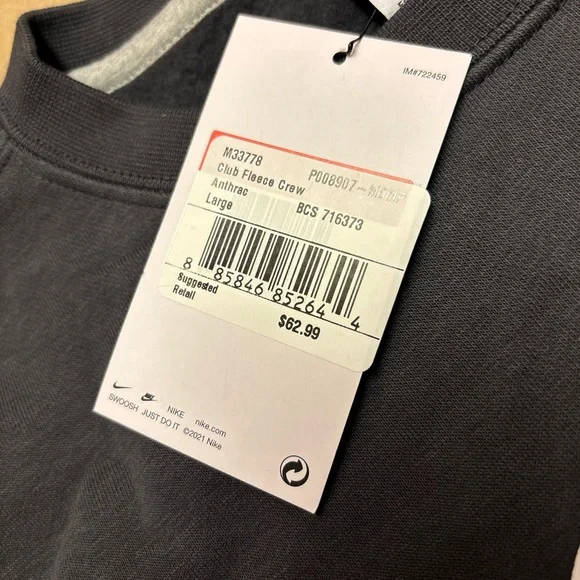 IM#722459
M33778
Club Fleece Crew P008907-
Anthrac
Large BCS 716373
8 85846 85264 4
Suggested
Retail
$62.99
NIKE nike.com
SWOOSH JUST DO IT ©2021 Nike